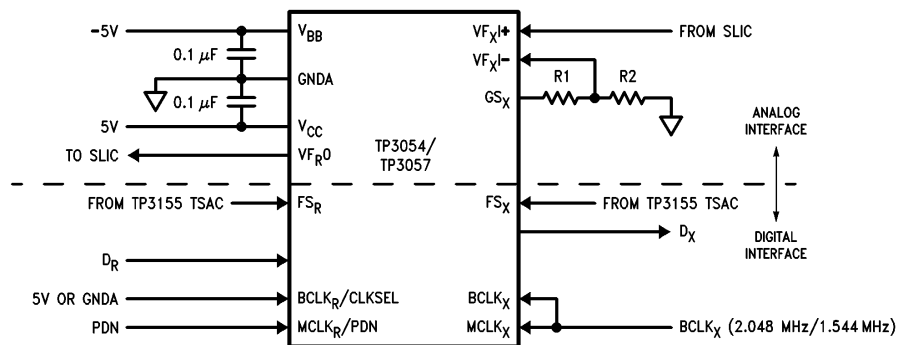 -5V
V_BB
VF_XI+
FROM SLIC
0.1 μF
VF_XI-
GNDA
R1
R2
0.1 μF
GS_X
5V
V_CC
ANALOG
INTERFACE
TP3054/
TP3057
TO SLIC
VF_RO
FROM TP3155 TSAC
FS_R
FS_X
FROM TP3155 TSAC
D_X
DIGITAL
INTERFACE
D_R
5V OR GNDA
BCLK_R/CLKSEL
BCLK_X
PDN
MCLK_R/PDN
MCLK_X
BCLK_X (2.048 MHz/1.544 MHz)